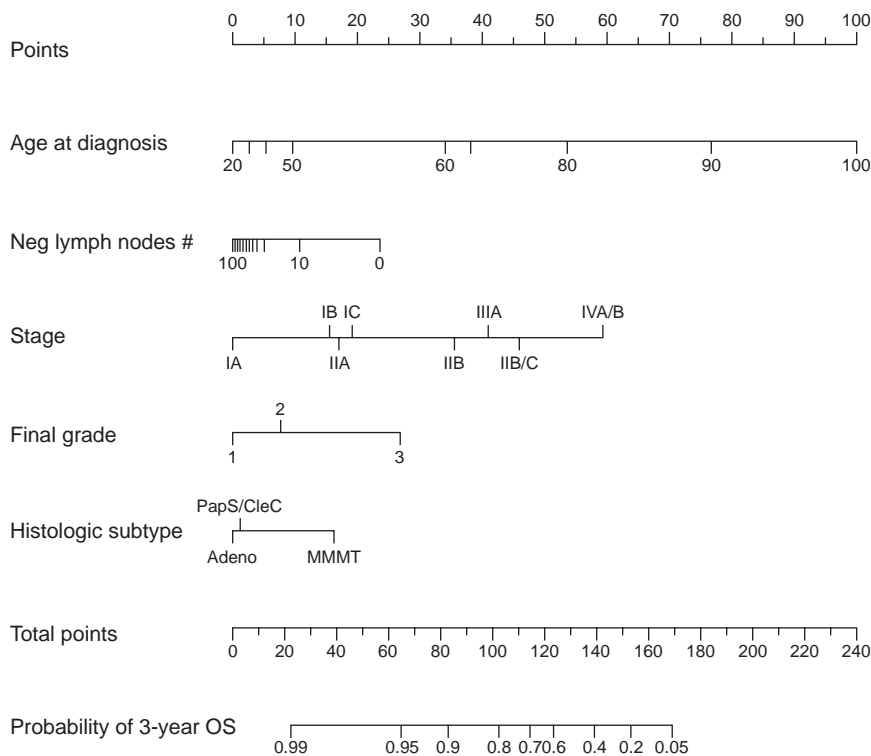 0 10 20 30 40 50 60 70 80 90 100
Points
Age at diagnosis
20 50 60 80 90 100
Neg lymph nodes #
100 10 0
IB IC IIIA IVA/B
Stage
IA IIA IIB IIB/C
2
Final grade
1 3
PapS/CleC
Histologic subtype
Adeno MMMT
Total points
0 20 40 60 80 100 120 140 160 180 200 220 240
Probability of 3-year OS
0.99 0.95 0.9 0.8 0.70 0.6 0.4 0.2 0.05